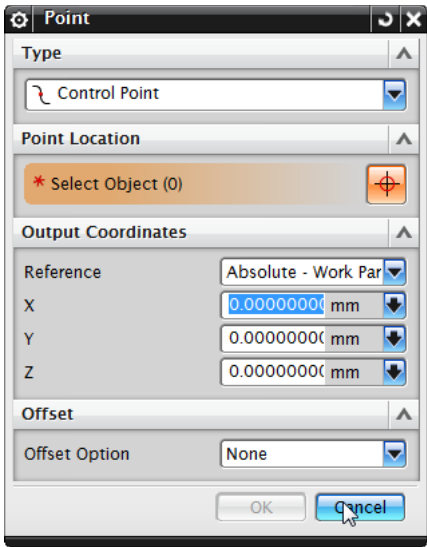 Point
Type
Control Point
Point Location
* Select Object (0)
Output Coordinates
Reference Absolute - Work Par
X 0.00000000 mm
Y 0.00000000 mm
Z 0.00000000 mm
Offset
Offset Option None
OK Cancel